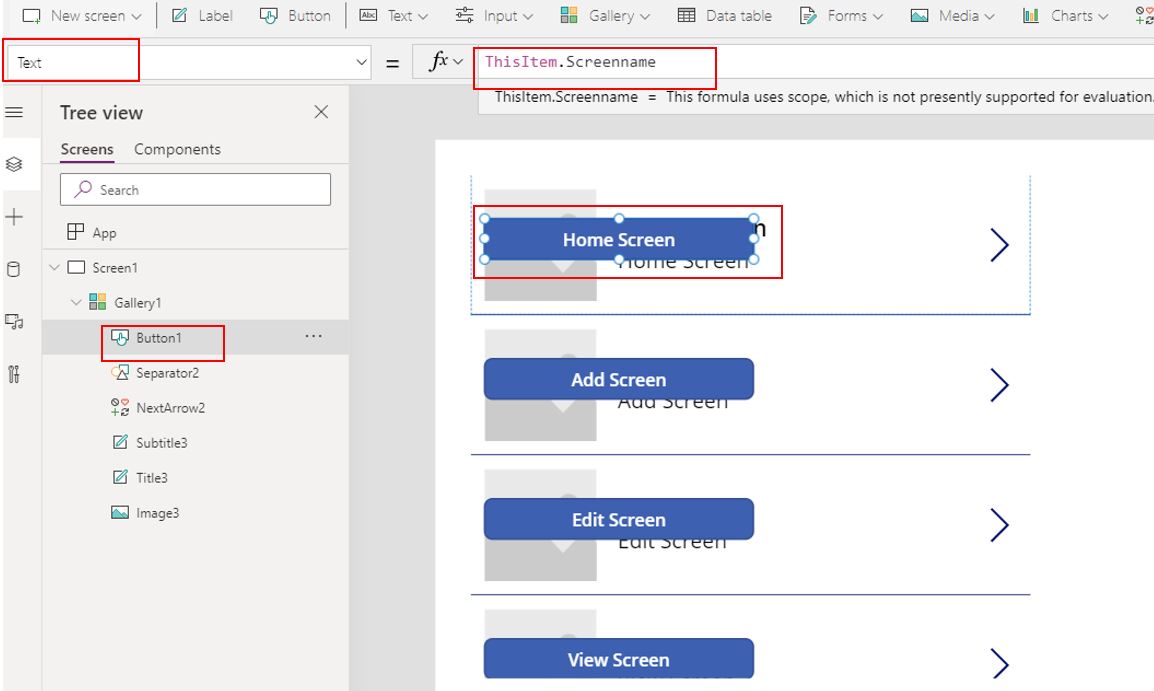 New screen Label Button Text Input Gallery Data table Forms Media Charts
Text = fx ThisItem.Screenname
ThisItem.Screenname = This formula uses scope, which is not presently supported for evaluation.
Tree view
Screens Components
Search
App
Screen1
Gallery1
Button1
Separator2
NextArrow2
Subtitle3
Title3
Image3
Home Screen
n
Home Screen
Add Screen
Add Screen
Edit Screen
Edit Screen
View Screen